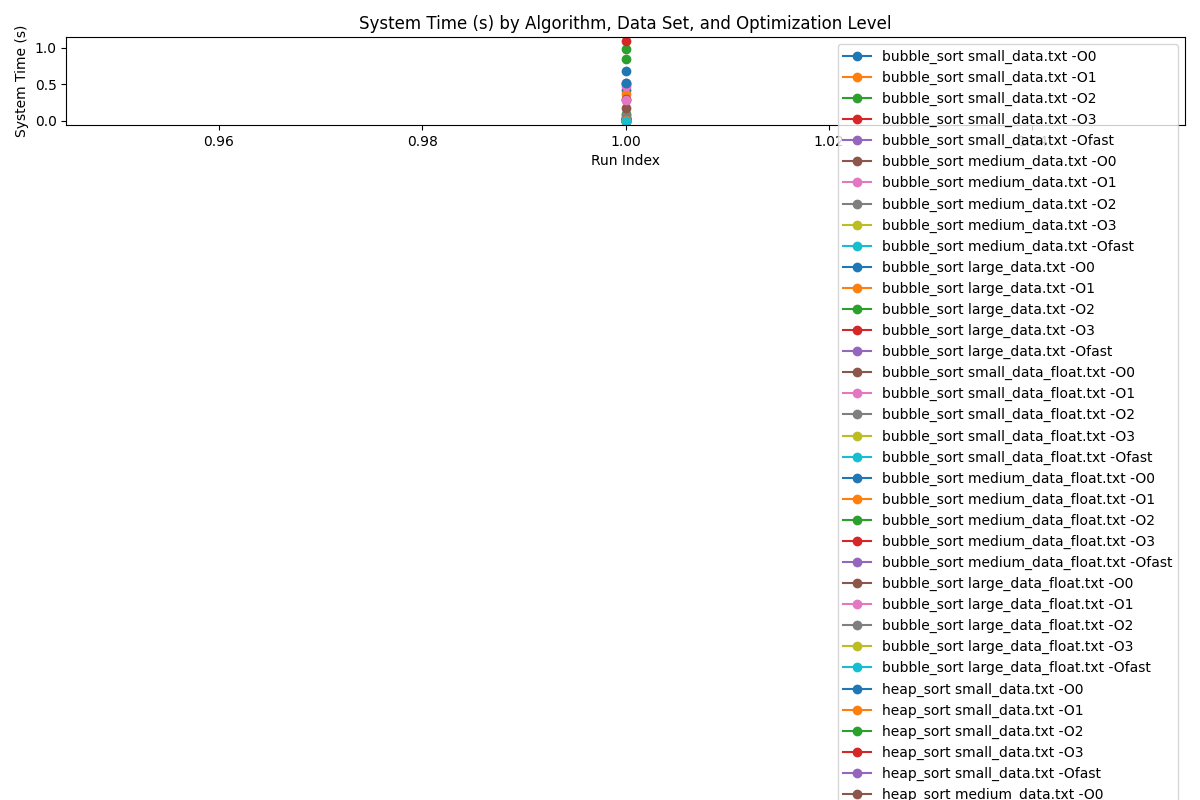 System Time (s) by Algorithm, Data Set, and Optimization Level
System Time (s)
1.0
0.5
0.0
0.96
0.98
1.00
1.02
Run Index
bubble_sort small_data.txt -O0
bubble_sort small_data.txt -O1
bubble_sort small_data.txt -O2
bubble_sort small_data.txt -O3
bubble_sort small_data.txt -Ofast
bubble_sort medium_data.txt -O0
bubble_sort medium_data.txt -O1
bubble_sort medium_data.txt -O2
bubble_sort medium_data.txt -O3
bubble_sort medium_data.txt -Ofast
bubble_sort large_data.txt -O0
bubble_sort large_data.txt -O1
bubble_sort large_data.txt -O2
bubble_sort large_data.txt -O3
bubble_sort large_data.txt -Ofast
bubble_sort small_data_float.txt -O0
bubble_sort small_data_float.txt -O1
bubble_sort small_data_float.txt -O2
bubble_sort small_data_float.txt -O3
bubble_sort small_data_float.txt -Ofast
bubble_sort medium_data_float.txt -O0
bubble_sort medium_data_float.txt -O1
bubble_sort medium_data_float.txt -O2
bubble_sort medium_data_float.txt -O3
bubble_sort medium_data_float.txt -Ofast
bubble_sort large_data_float.txt -O0
bubble_sort large_data_float.txt -O1
bubble_sort large_data_float.txt -O2
bubble_sort large_data_float.txt -O3
bubble_sort large_data_float.txt -Ofast
heap_sort small_data.txt -O0
heap_sort small_data.txt -O1
heap_sort small_data.txt -O2
heap_sort small_data.txt -O3
heap_sort small_data.txt -Ofast
heap_sort medium_data.txt -O0